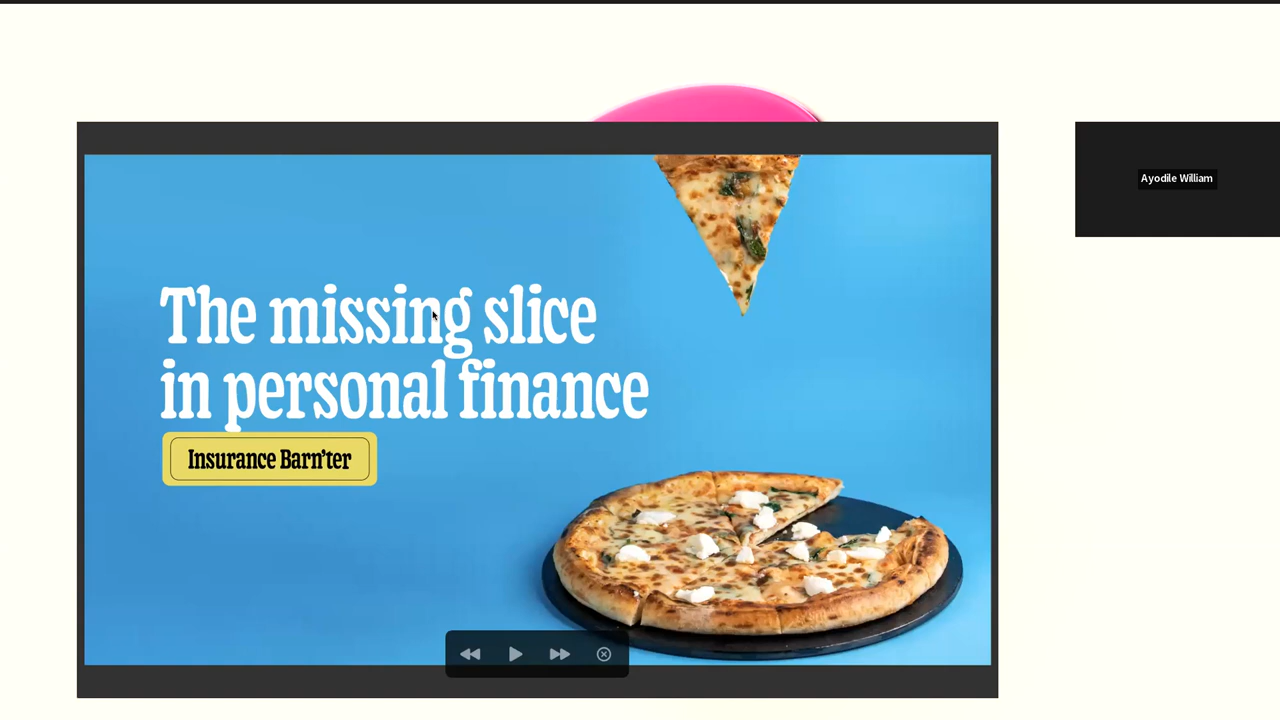 The missing slice
in personal finance
Insurance Barn'ter
Ayodile William